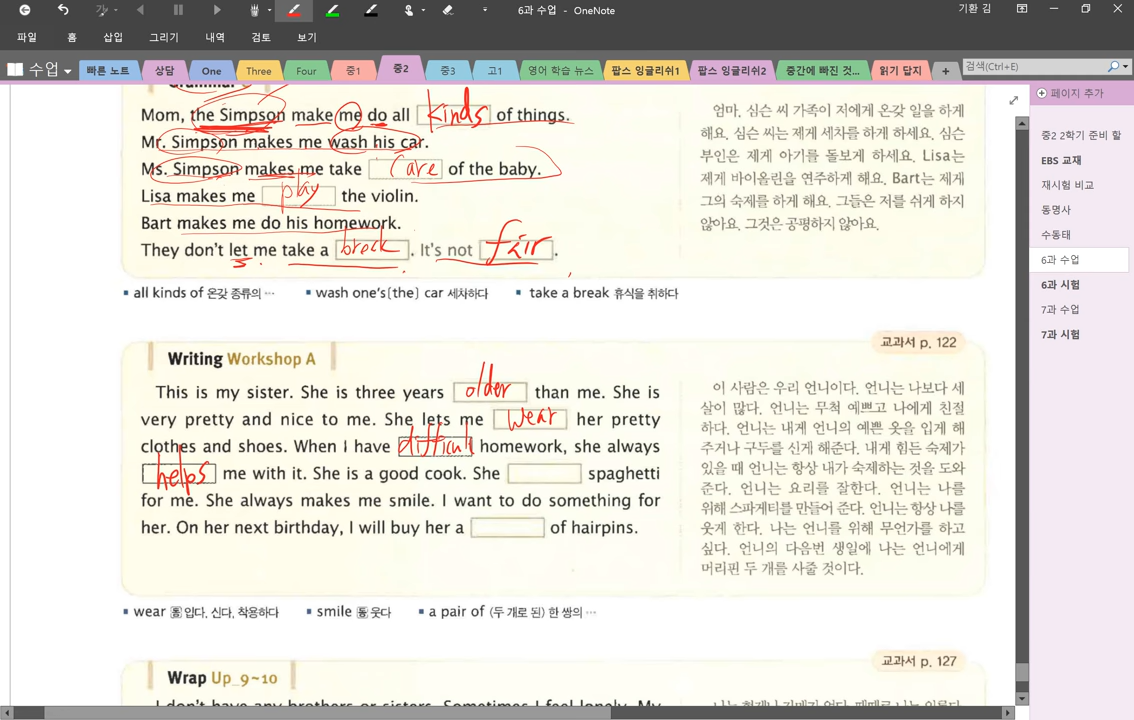 6과 수업 - OneNote
기환 김
파일 홈 삽입 그리기 내역 검토 보기
수업 빠른 노트 상담 One Three Four 중1 중2 중3 고1 영어 학습 뉴스 팝스 잉글리쉬1 팝스 잉글리쉬2 중간에 빠진 것... 읽기 답지 + 검색(Ctrl+E)
페이지 추가
중2 2학기 준비 할
EBS 교재
재시험 비교
동명사
수동태
6과 수업
6과 시험
7과 수업
7과 시험
Grammar
Mom, the Simpson make me do all kinds of things.
Mr. Simpson makes me wash his car.
Ms. Simpson makes me take care of the baby.
Lisa makes me play the violin.
Bart makes me do his homework.
They don't let me take a break. It's not fair.
엄마, 심슨 씨 가족이 저에게 온갖 일을 하게
해요. 심슨 씨는 제게 세차를 하게 하세요. 심슨
부인은 제게 아기를 돌보게 하세요. Lisa는
제게 바이올린을 연주하게 해요. Bart는 제게
그의 숙제를 하게 해요. 그들은 저를 쉬게 하지
않아요. 그것은 공평하지 않아요.
▪ all kinds of 온갖 종류의 ··· ▪ wash one's(the) car 세차하다 ▪ take a break 휴식을 취하다
교과서 p. 122
Writing Workshop A
This is my sister. She is three years older than me. She is
very pretty and nice to me. She lets me wear her pretty
clothes and shoes. When I have difficult homework, she always
helps me with it. She is a good cook. She spaghetti
for me. She always makes me smile. I want to do something for
her. On her next birthday, I will buy her a of hairpins.
이 사람은 우리 언니이다. 언니는 나보다 세
살이 많다. 언니는 무척 예쁘고 나에게 친절
하다. 언니는 내게 언니의 예쁜 옷을 입게 해
주거나 구두를 신게 해준다. 내게 힘든 숙제가
있을 때 언니는 항상 내가 숙제하는 것을 도와
준다. 언니는 요리를 잘한다. 언니는 나를
위해 스파게티를 만들어 준다. 언니는 항상 나를
웃게 한다. 나는 언니를 위해 무언가를 하고
싶다. 언니의 다음번 생일에 나는 언니에게
머리핀 두 개를 사줄 것이다.
▪ wear 동 입다, 신다, 착용하다 ▪ smile 동 웃다 ▪ a pair of (두 개로 된) 한 쌍의 ···
교과서 p. 127
Wrap Up_9~10
I don't have any brothers or sisters. Sometimes I feel lonely. My